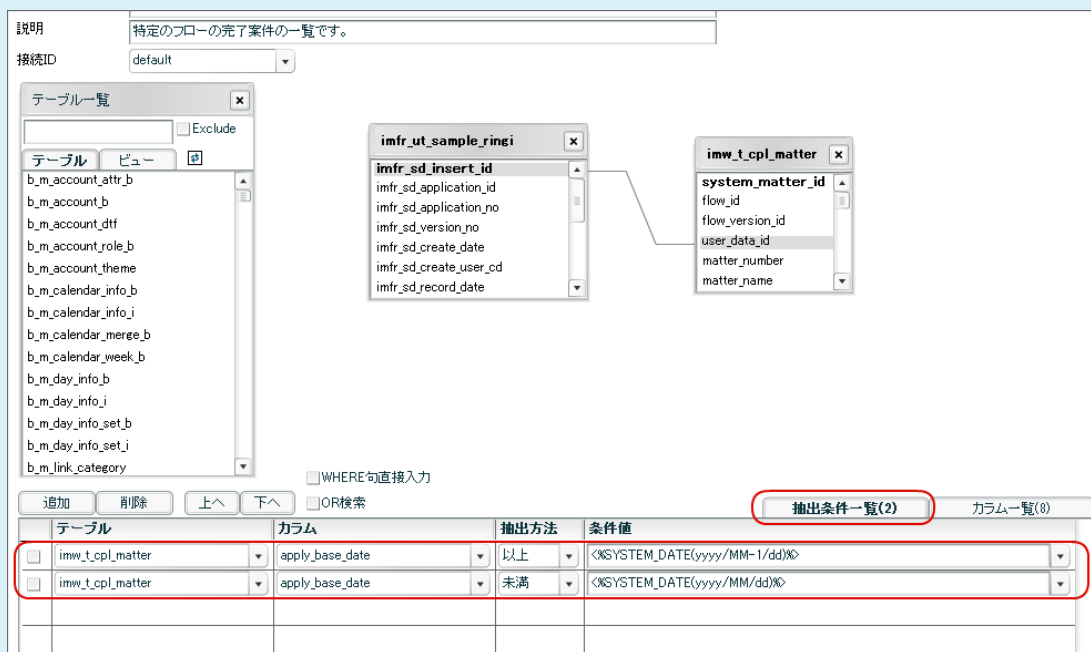 説明
特定のフローの完了案件の一覧です。
接続ID
default
テーブル一覧
Exclude
テーブル
ビュー
b_m_account_attr_b
b_m_account_b
b_m_account_dtf
b_m_account_role_b
b_m_account_theme
b_m_calendar_info_b
b_m_calendar_info_i
b_m_calendar_merge_b
b_m_calendar_week_b
b_m_day_info_b
b_m_day_info_i
b_m_day_info_set_b
b_m_day_info_set_i
b_m_link_category
imfr_ut_sample_ringi
imfr_sd_insert_id
imfr_sd_application_id
imfr_sd_application_no
imfr_sd_version_no
imfr_sd_create_date
imfr_sd_create_user_cd
imfr_sd_record_date
imw_t_cpl_matter
system_matter_id
flow_id
flow_version_id
user_data_id
matter_number
matter_name
WHERE句直接入力
追加 削除 上へ 下へ OR検索 抽出条件一覧(2) カラム一覧(8)
テーブル カラム 抽出方法 条件値
imw_t_cpl_matter apply_base_date 以上 <%SYSTEM_DATE(yyyy/MM-1/dd)%>
imw_t_cpl_matter apply_base_date 未満 <%SYSTEM_DATE(yyyy/MM/dd)%>